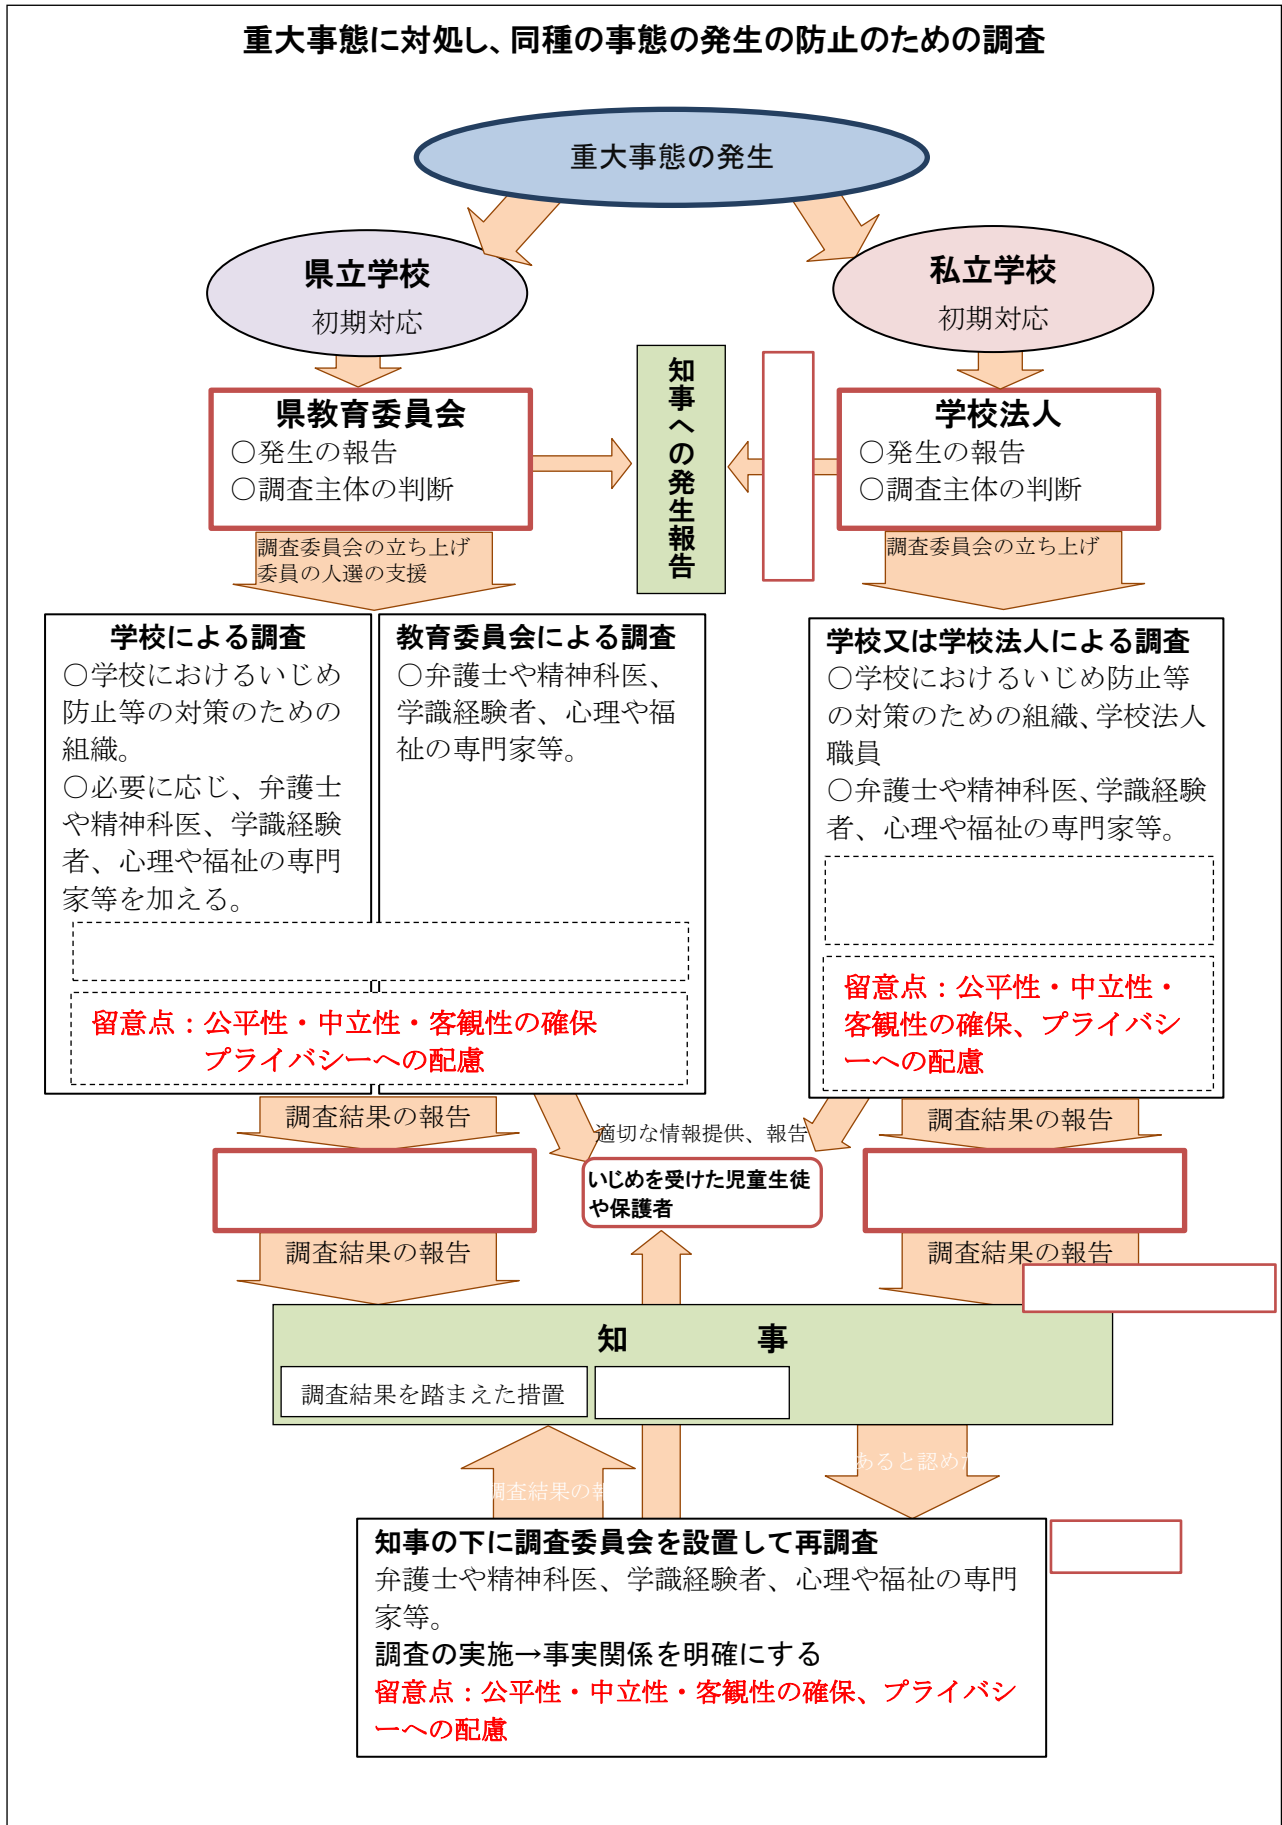 重大事態に対処し、同種の事態の発生の防止のための調査
重大事態の発生
県立学校
初期対応
私立学校
初期対応
県教育委員会
○発生の報告
○調査主体の判断
知事への発生報告
学校法人
○発生の報告
○調査主体の判断
調査委員会の立ち上げ
委員の人選の支援
調査委員会の立ち上げ
学校による調査
○学校におけるいじめ
防止等の対策のための
組織。
○必要に応じ、弁護士
や精神科医、学識経験
者、心理や福祉の専門
家等を加える。
教育委員会による調査
○弁護士や精神科医、
学識経験者、心理や福
祉の専門家等。
学校又は学校法人による調査
○学校におけるいじめ防止等
の対策のための組織、学校法人
職員
○弁護士や精神科医、学識経験
者、心理や福祉の専門家等。
留意点：公平性・中立性・客観性の確保
プライバシーへの配慮
留意点：公平性・中立性・
客観性の確保、プライバシ
ーへの配慮
調査結果の報告
適切な情報提供、報告
調査結果の報告
いじめを受けた児童生徒
や保護者
調査結果の報告
調査結果の報告
知　　　　事
調査結果を踏まえた措置
調査結果の報
あると認めた
知事の下に調査委員会を設置して再調査
弁護士や精神科医、学識経験者、心理や福祉の専門
家等。
調査の実施→事実関係を明確にする
留意点：公平性・中立性・客観性の確保、プライバシ
ーへの配慮